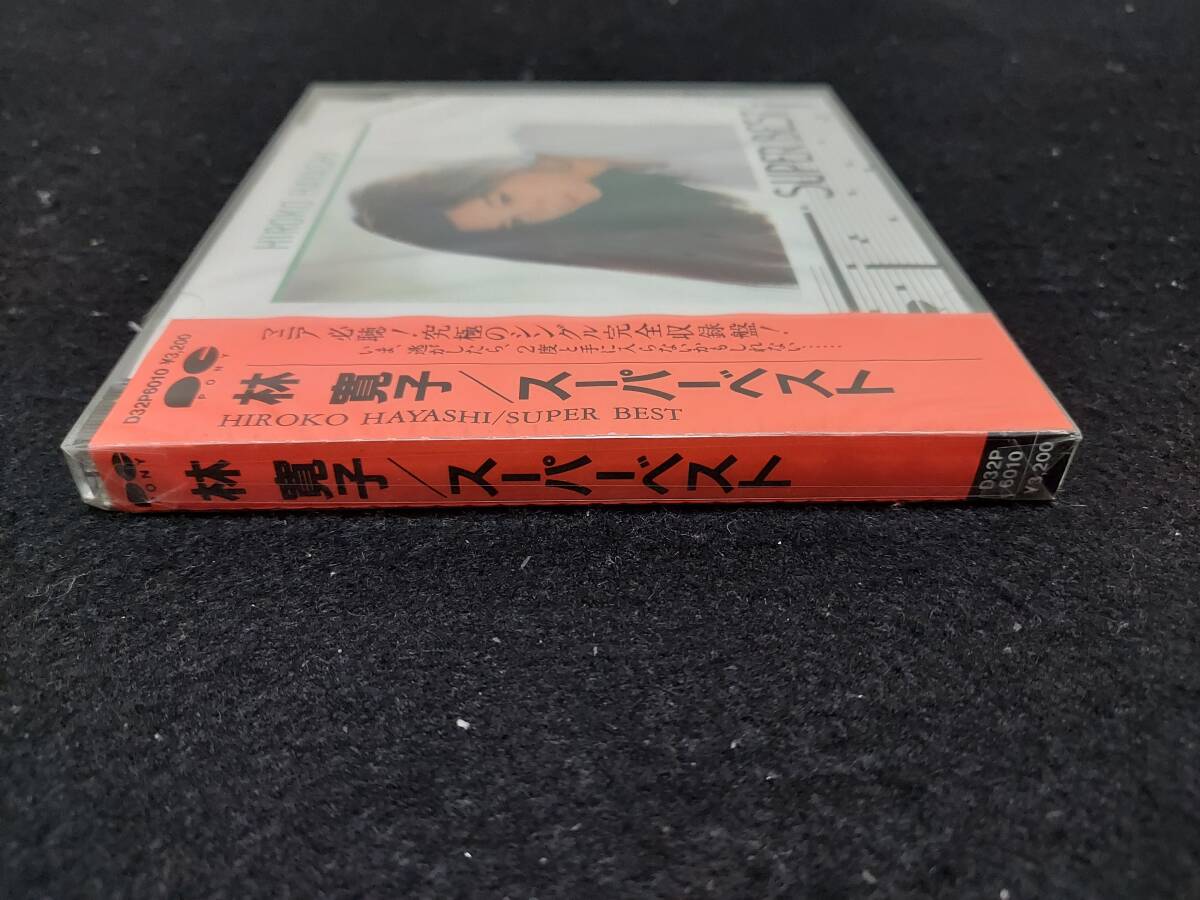 HIROKO HAYASHI
SUPER BEST
マニア必聴!究極のシングル完全収録盤!
いま、逃がしたら、2度と手に入らないかもしれない……
林 寛子/スーパーベスト
HIROKO HAYASHI/SUPER BEST
D32P6010 ¥3,200
PONY
PONY
林 寛子/スーパーベスト
D32P
6010
¥3,200